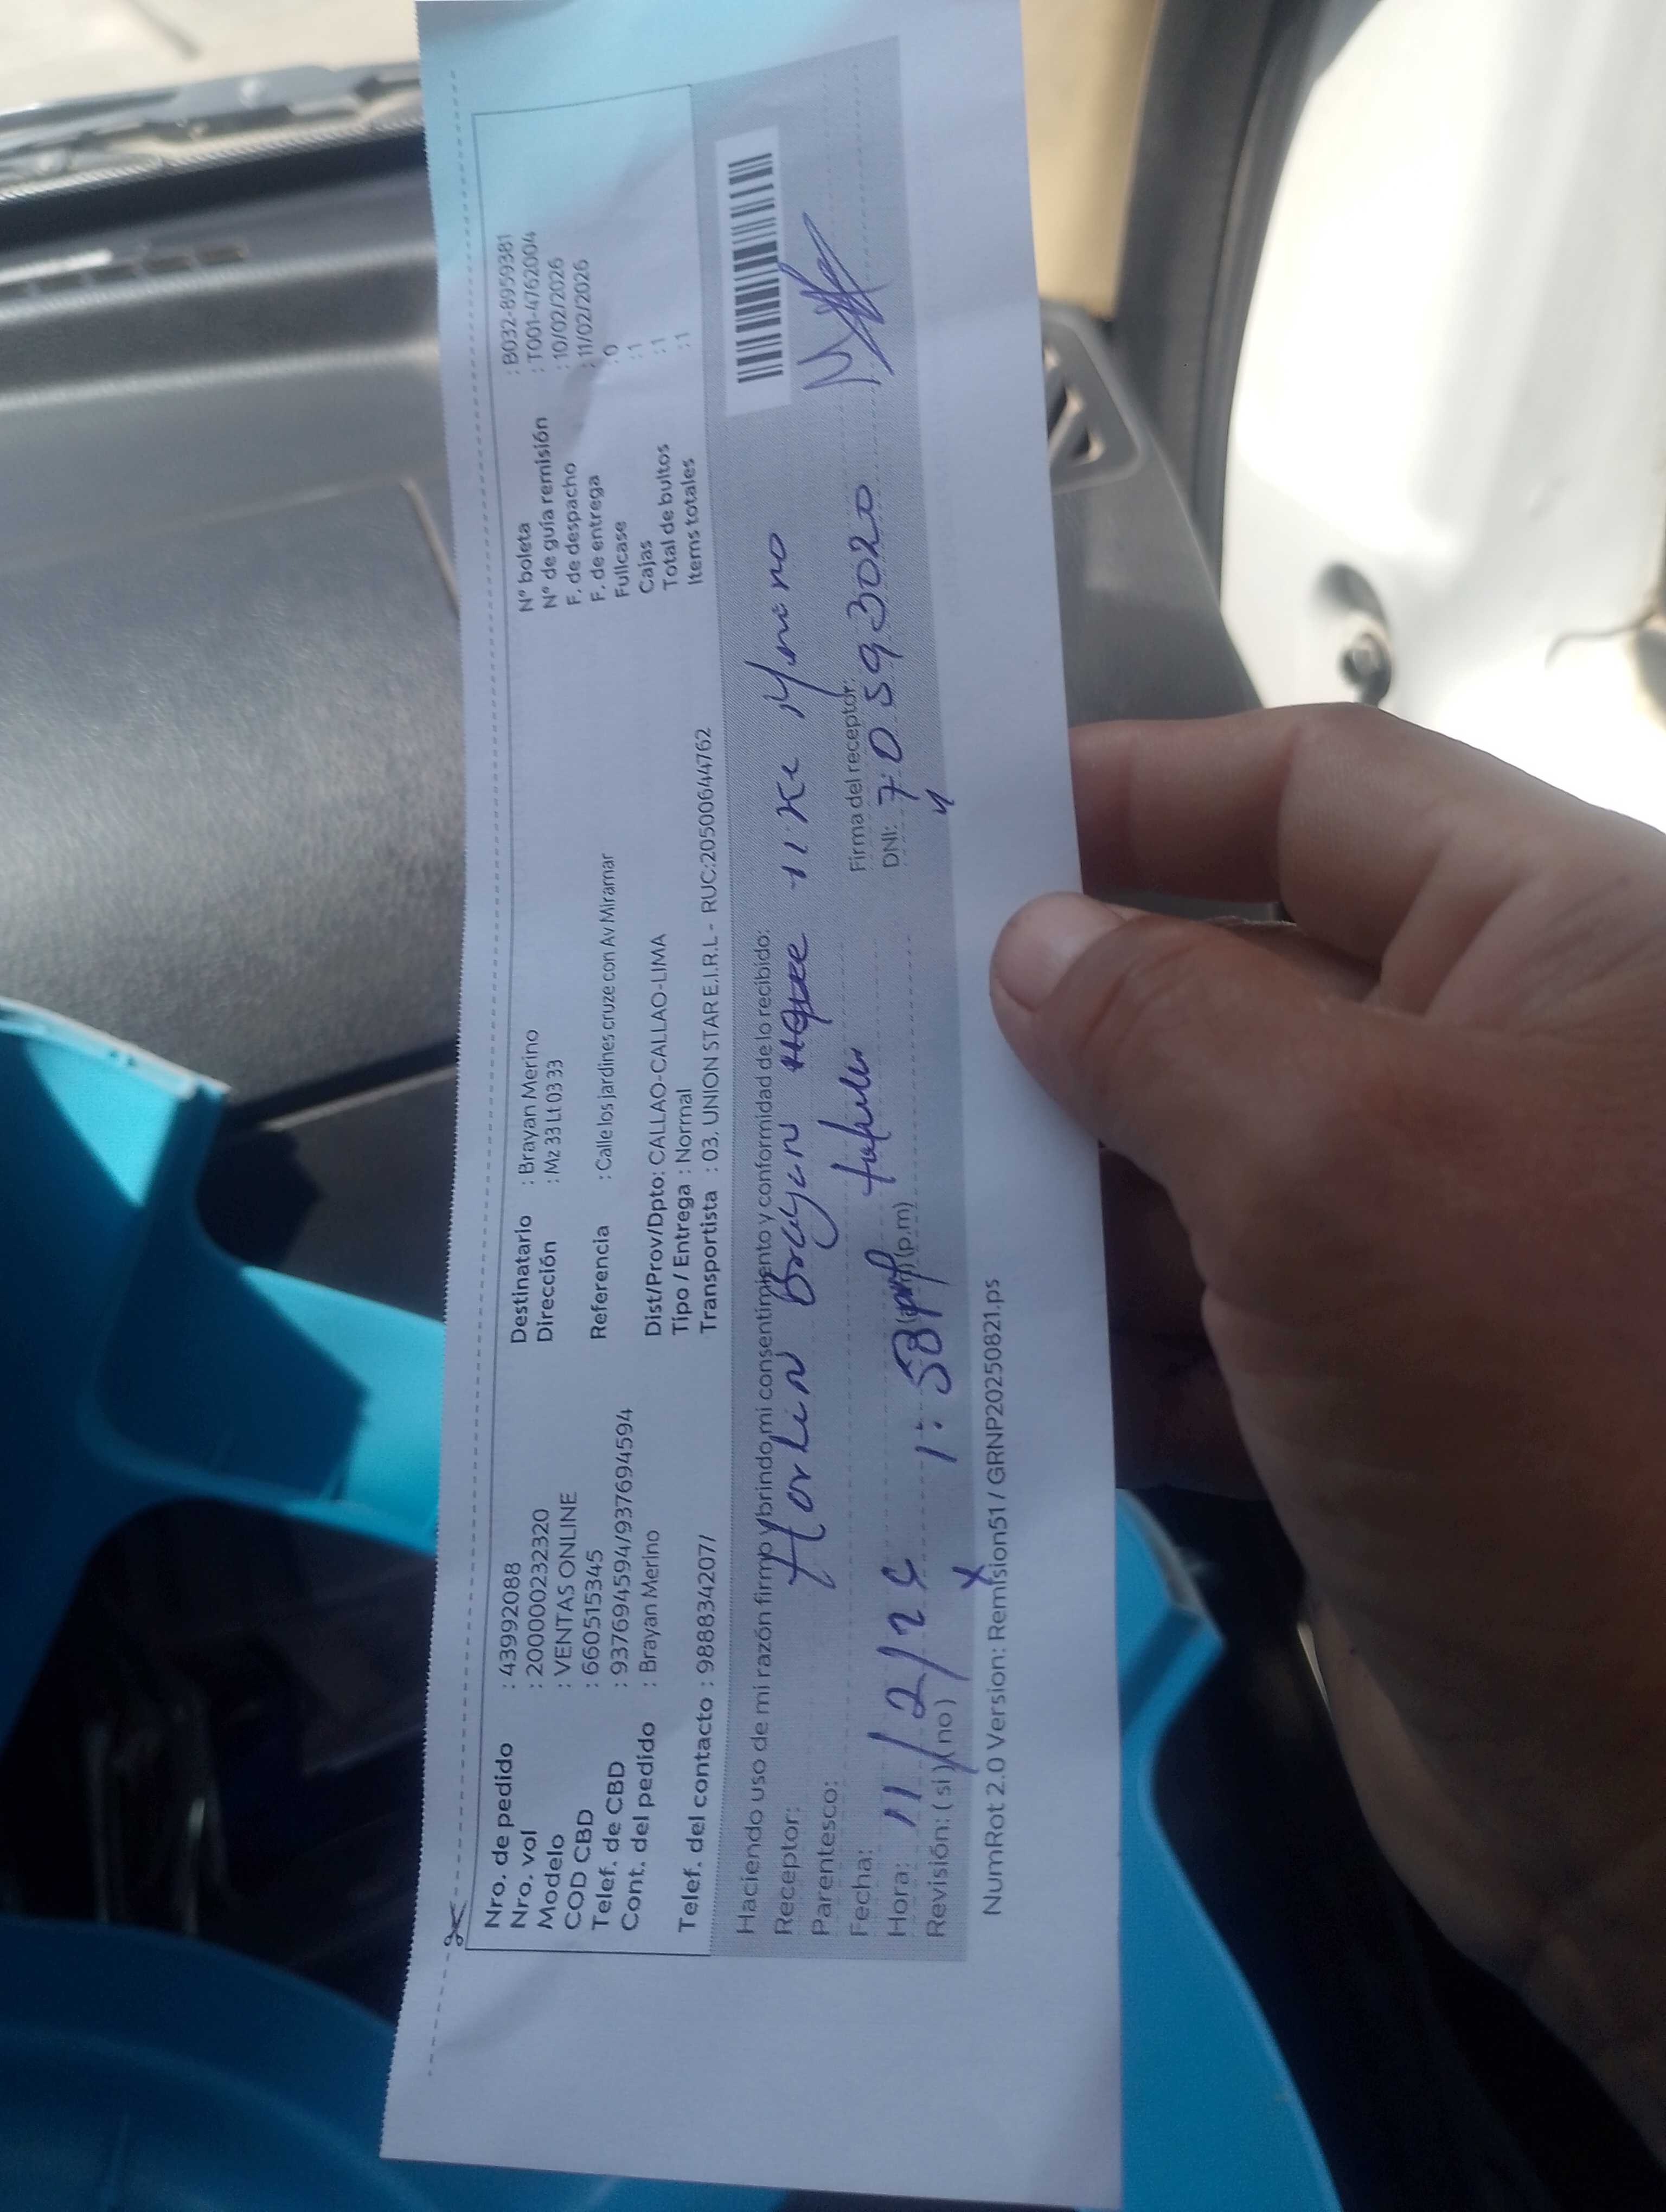 Nro. de pedido : 43992088
Nro. vol : 2000000232320
Modelo : VENTAS ONLINE
COD CBD : 660515345
Telef. de CBD : 937694594/937694594
Cont. del pedido : Brayan Merino
Telef. del contacto : 988834207/
Destinatario : Brayan Merino
Dirección : Mz 33 Lt 03 33
Referencia : Calle los jardines cruze con Av Miramar
Dist/Prov/Dpto: CALLAO-CALLAO-LIMA
Tipo / Entrega : Normal
Transportista : 03. UNION STAR E.I.R.L - RUC:20500644762
N° boleta : B032-8959381
N° de guía remisión : T001-4762004
F. de despacho : 10/02/2026
F. de entrega : 11/02/2026
Fullcase : 0
Cajas : 1
Total de bultos : 1
Items totales : 1
Haciendo uso de mi razón firmo y brindo mi consentimiento y conformidad de lo recibido:
Receptor: Brayan
Parentesco:
Fecha: 11/2/2 Firma del receptor:
Hora: 1:58 pm (p.m) DNI: 70593020
Revisión: ( si ) ( no ) X
NumRot 2.0 Version: Remision51 / GRNP20250821.ps